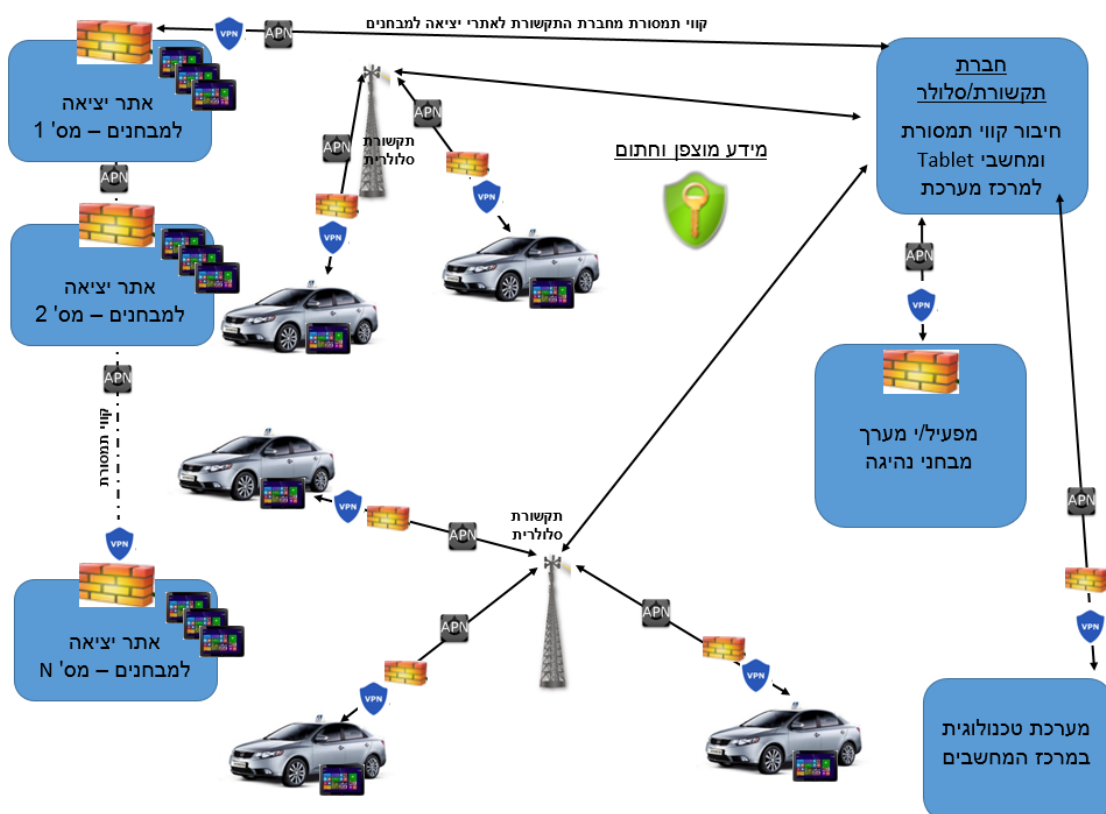 קווי תמסורת מחברת התקשורת לאתרי יציאה למבחנים
VPN
APN
חברת
תקשורת/סלולר
חיבור קווי תמסורת
ומחשבי Tablet
למרכז מערכת
אתר יציאה
למבחנים – מס' 1
APN
APN
תקשורת
סלולרית
APN
VPN
VPN
מידע מוצפן וחתום
APN
אתר יציאה
למבחנים – מס' 2
APN
VPN
APN
קווי תמסורת
VPN
מפעיל/י מערך
מבחני נהיגה
VPN
APN
תקשורת
סלולרית
APN
אתר יציאה
למבחנים – מס' N
APN
VPN
APN
VPN
VPN
מערכת טכנולוגית
במרכז המחשבים